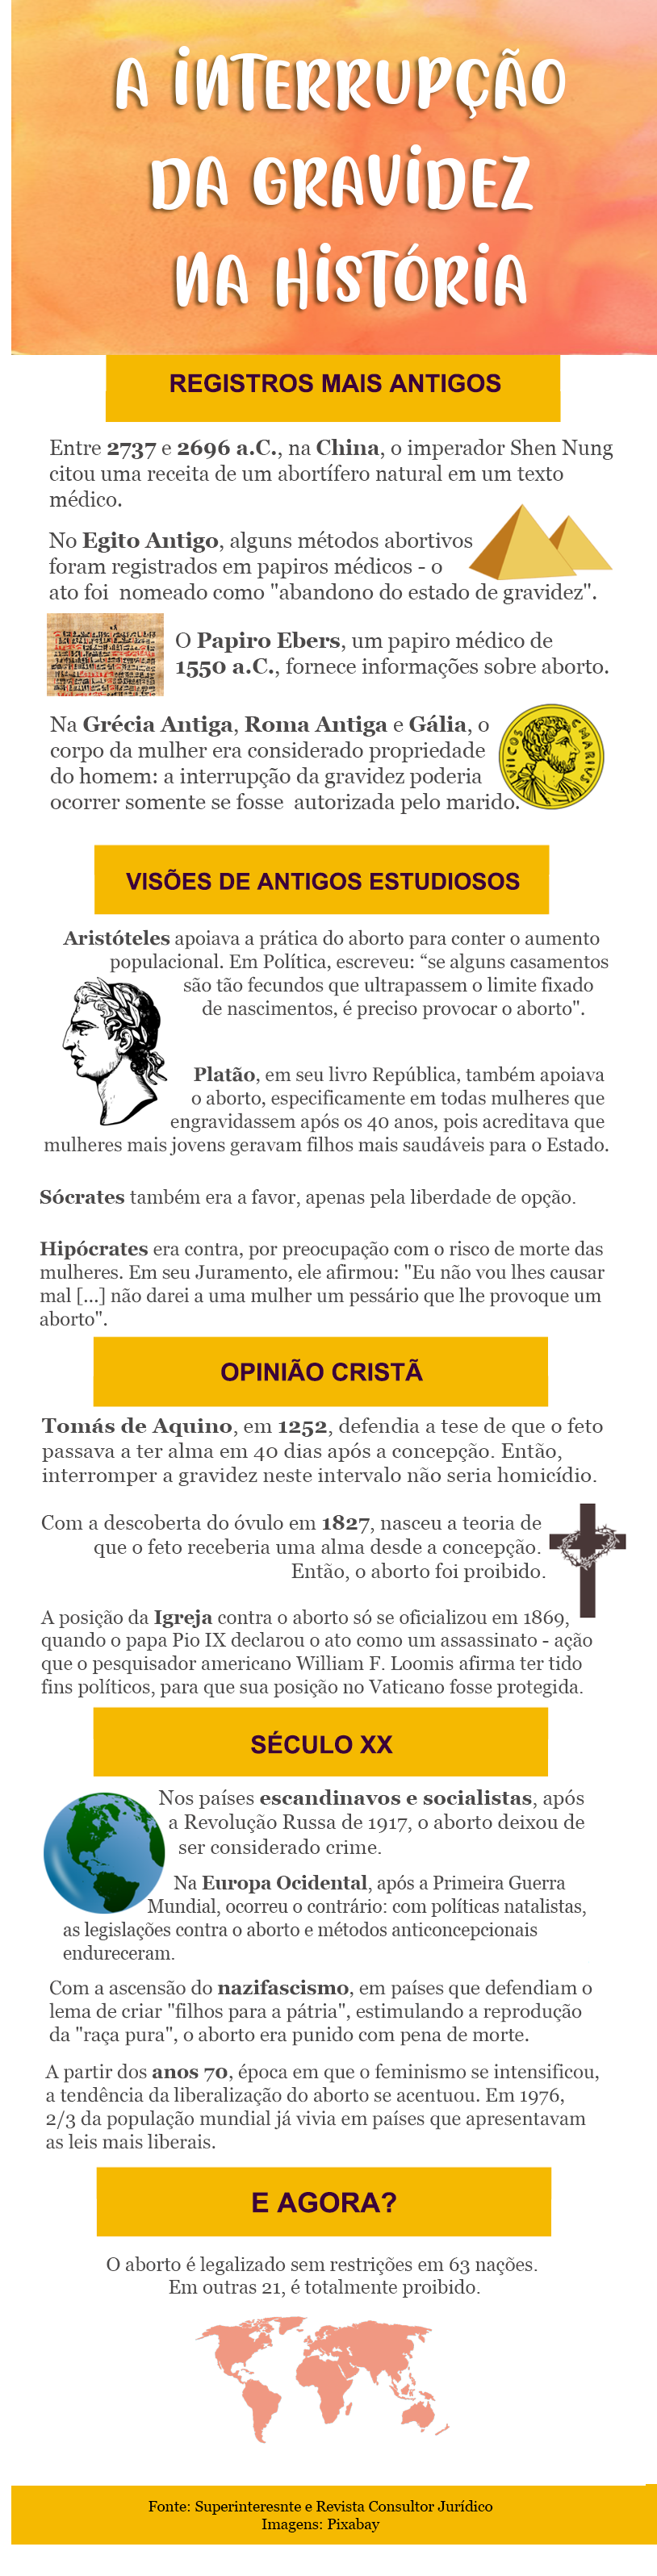 A INTERRUPÇÃO
DA GRAVIDEZ
NA HISTÓRIA
REGISTROS MAIS ANTIGOS
Entre 2737 e 2696 a.C., na China, o imperador Shen Nung
citou uma receita de um abortífero natural em um texto
médico.
No Egito Antigo, alguns métodos abortivos
foram registrados em papiros médicos - o
ato foi nomeado como "abandono do estado de gravidez".
O Papiro Ebers, um papiro médico de
1550 a.C., fornece informações sobre aborto.
Na Grécia Antiga, Roma Antiga e Gália, o
corpo da mulher era considerado propriedade
do homem: a interrupção da gravidez poderia
ocorrer somente se fosse autorizada pelo marido.
VIICOS CMARIUS
VISÕES DE ANTIGOS ESTUDIOSOS
Aristóteles apoiava a prática do aborto para conter o aumento
populacional. Em Política, escreveu: “se alguns casamentos
são tão fecundos que ultrapassem o limite fixado
de nascimentos, é preciso provocar o aborto".
Platão, em seu livro República, também apoiava
o aborto, especificamente em todas mulheres que
engravidassem após os 40 anos, pois acreditava que
mulheres mais jovens geravam filhos mais saudáveis para o Estado.
Sócrates também era a favor, apenas pela liberdade de opção.
Hipócrates era contra, por preocupação com o risco de morte das
mulheres. Em seu Juramento, ele afirmou: "Eu não vou lhes causar
mal [...] não darei a uma mulher um pessário que lhe provoque um
aborto".
OPINIÃO CRISTÃ
Tomás de Aquino, em 1252, defendia a tese de que o feto
passava a ter alma em 40 dias após a concepção. Então,
interromper a gravidez neste intervalo não seria homicídio.
Com a descoberta do óvulo em 1827, nasceu a teoria de
que o feto receberia uma alma desde a concepção.
Então, o aborto foi proibido.
A posição da Igreja contra o aborto só se oficializou em 1869,
quando o papa Pio IX declarou o ato como um assassinato - ação
que o pesquisador americano William F. Loomis afirma ter tido
fins políticos, para que sua posição no Vaticano fosse protegida.
SÉCULO XX
Nos países escandinavos e socialistas, após
a Revolução Russa de 1917, o aborto deixou de
ser considerado crime.
Na Europa Ocidental, após a Primeira Guerra
Mundial, ocorreu o contrário: com políticas natalistas,
as legislações contra o aborto e métodos anticoncepcionais
endureceram.
Com a ascensão do nazifascismo, em países que defendiam o
lema de criar "filhos para a pátria", estimulando a reprodução
da "raça pura", o aborto era punido com pena de morte.
A partir dos anos 70, época em que o feminismo se intensificou,
a tendência da liberalização do aborto se acentuou. Em 1976,
2/3 da população mundial já vivia em países que apresentavam
as leis mais liberais.
E AGORA?
O aborto é legalizado sem restrições em 63 nações.
Em outras 21, é totalmente proibido.
Fonte: Superinteresnte e Revista Consultor Jurídico
Imagens: Pixabay